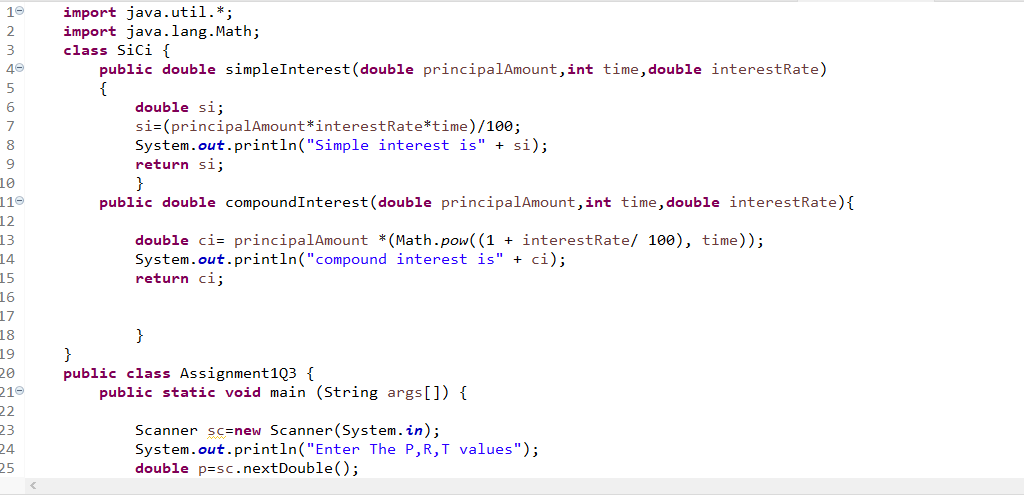 1 import java.util.*;
2 import java.lang.Math;
3 class SiCi {
4 public double simpleInterest(double principalAmount,int time,double interestRate)
5 {
6 double si;
7 si=(principalAmount*interestRate*time)/100;
8 System.out.println("Simple interest is" + si);
9 return si;
10 }
11 public double compoundInterest(double principalAmount,int time,double interestRate){
12
13 double ci= principalAmount *(Math.pow((1 + interestRate/ 100), time));
14 System.out.println("compound interest is" + ci);
15 return ci;
16
17
18 }
19 }
20 public class Assignment1Q3 {
21 public static void main (String args[]) {
22
23 Scanner sc=new Scanner(System.in);
24 System.out.println("Enter The P,R,T values");
25 double p=sc.nextDouble();